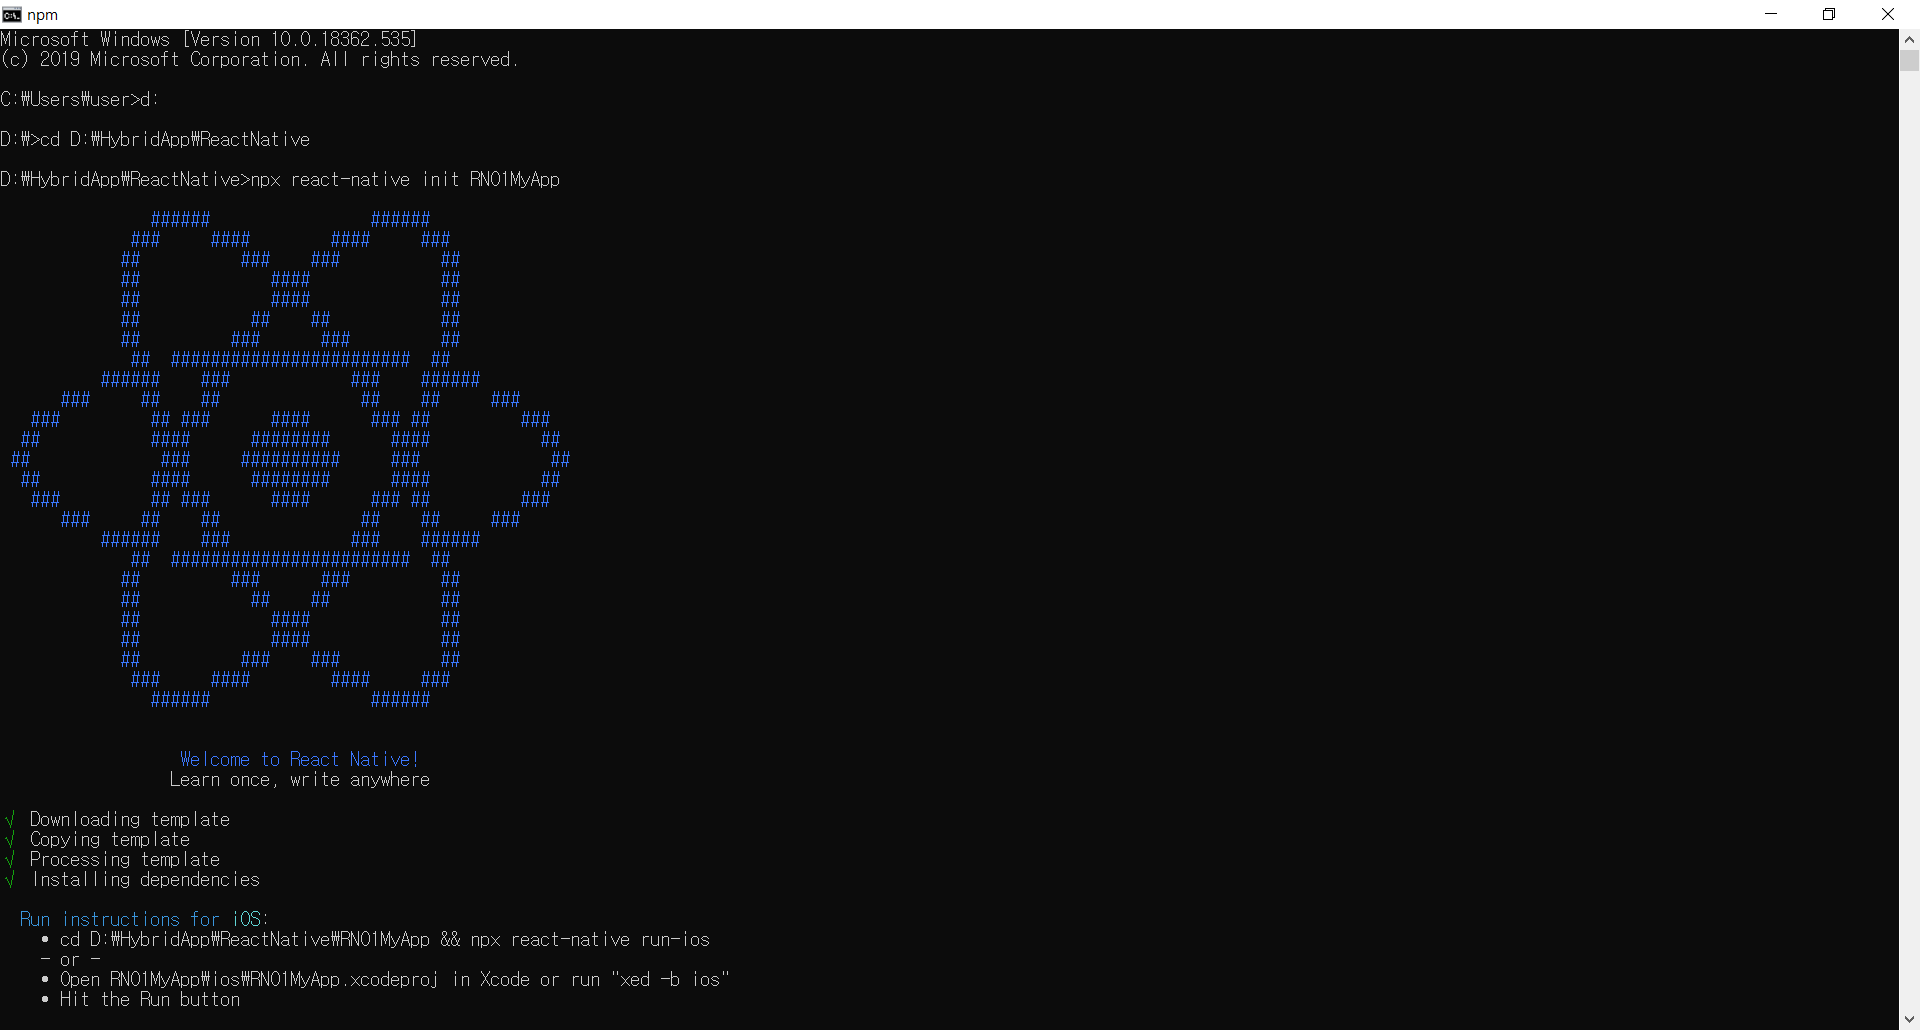 npm
Microsoft Windows [Version 10.0.18362.535]
(c) 2019 Microsoft Corporation. All rights reserved.
C:₩Users₩user>d:
D:₩>cd D:₩HybridApp₩ReactNative
D:₩HybridApp₩ReactNative>npx react-native init RN01MyApp
               ######                ######
             ###     ####        ####     ###
            ##          ###    ###          ##
            ##             ####             ##
            ##             ####             ##
            ##           ##    ##           ##
            ##         ###      ###         ##
             ##  ########################  ##
          ######    ###            ###    ######
      ###     ##    ##              ##    ##     ###
   ###         ## ###      ####      ### ##         ###
  ##           ####      ########      ####           ##
 ##             ###     ##########     ###             ##
  ##           ####      ########      ####           ##
   ###         ## ###      ####      ### ##         ###
      ###     ##    ##              ##    ##     ###
          ######    ###            ###    ######
             ##  ########################  ##
            ##         ###      ###         ##
            ##           ##    ##           ##
            ##             ####             ##
            ##             ####             ##
            ##          ###    ###          ##
             ###     ####        ####     ###
               ######                ######
Welcome to React Native!
Learn once, write anywhere
√ Downloading template
√ Copying template
√ Processing template
√ Installing dependencies
Run instructions for iOS:
• cd D:₩HybridApp₩ReactNative₩RN01MyApp && npx react-native run-ios
- or -
• Open RN01MyApp₩ios₩RN01MyApp.xcodeproj in Xcode or run "xed -b ios"
• Hit the Run button